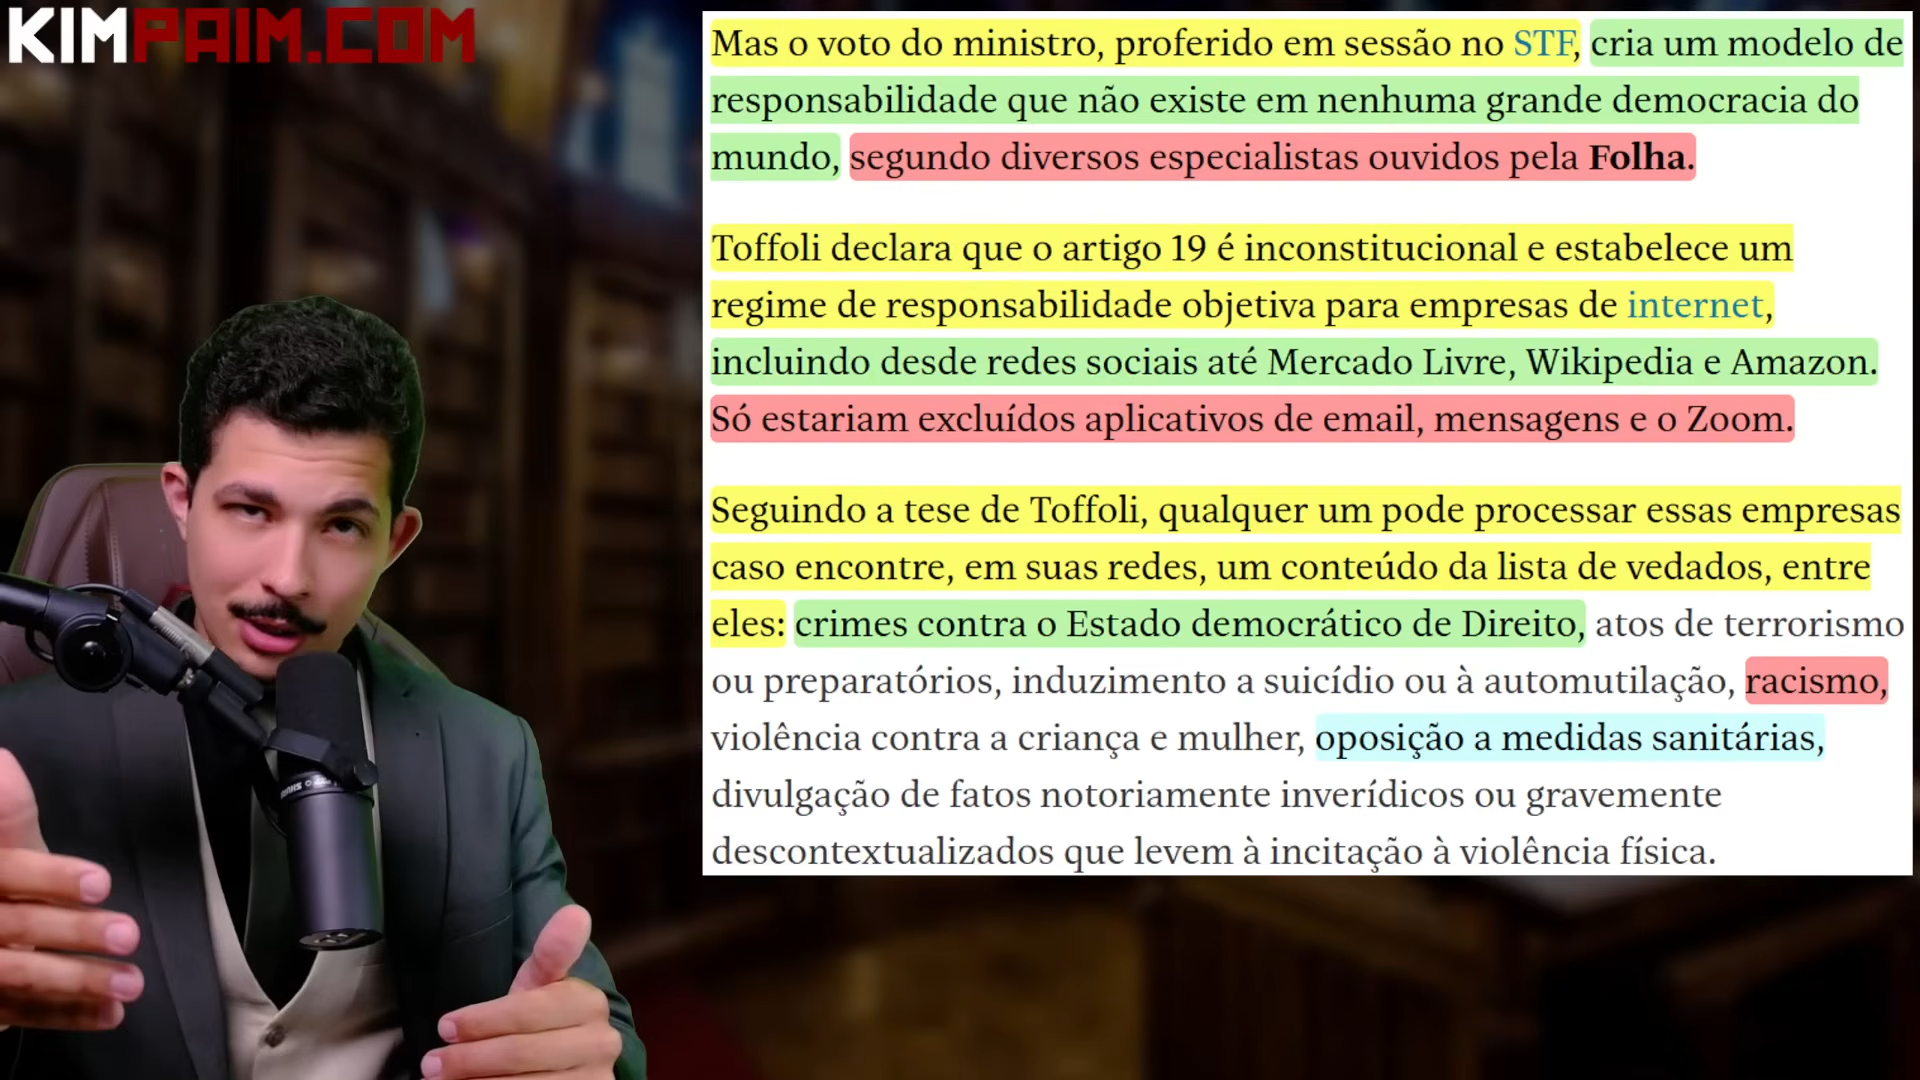 KIMPAIM.COM
Mas o voto do ministro, proferido em sessão no STF, cria um modelo de
responsabilidade que não existe em nenhuma grande democracia do
mundo, segundo diversos especialistas ouvidos pela Folha.
Toffoli declara que o artigo 19 é inconstitucional e estabelece um
regime de responsabilidade objetiva para empresas de internet,
incluindo desde redes sociais até Mercado Livre, Wikipedia e Amazon.
Só estariam excluídos aplicativos de email, mensagens e o Zoom.
Seguindo a tese de Toffoli, qualquer um pode processar essas empresas
caso encontre, em suas redes, um conteúdo da lista de vedados, entre
eles: crimes contra o Estado democrático de Direito, atos de terrorismo
ou preparatórios, induzimento a suicídio ou à automutilação, racismo,
violência contra a criança e mulher, oposição a medidas sanitárias,
divulgação de fatos notoriamente inverídicos ou gravemente
descontextualizados que levem à incitação à violência física.